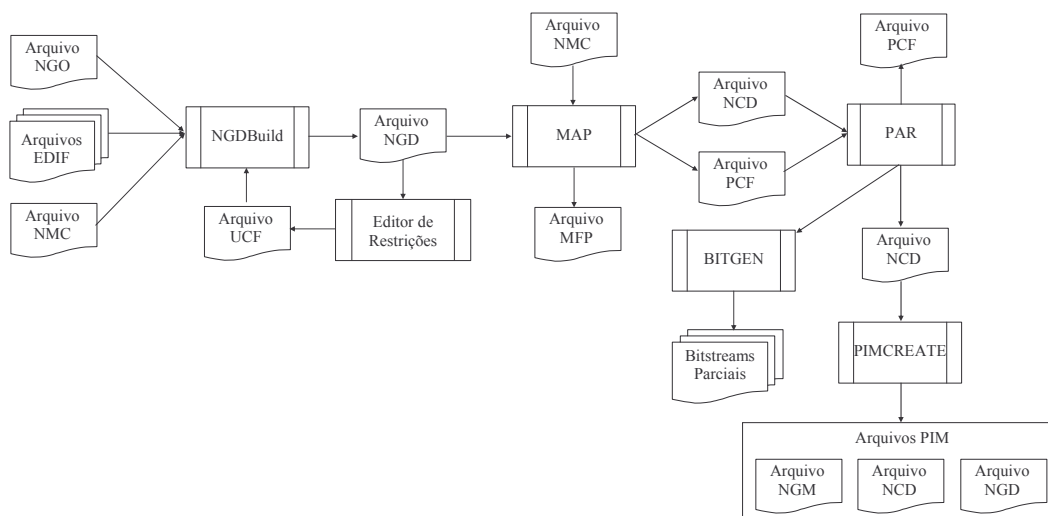 Arquivo
NGO
Arquivos
EDIF
Arquivo
NMC
NGDBuild
Arquivo
UCF
Arquivo
NGD
Editor de
Restrições
Arquivo
NMC
MAP
Arquivo
MFP
Arquivo
NCD
Arquivo
PCF
Arquivo
PCF
PAR
BITGEN
Bitstreams
Parciais
Arquivo
NCD
PIMCREATE
Arquivos PIM
Arquivo
NGM
Arquivo
NCD
Arquivo
NGD